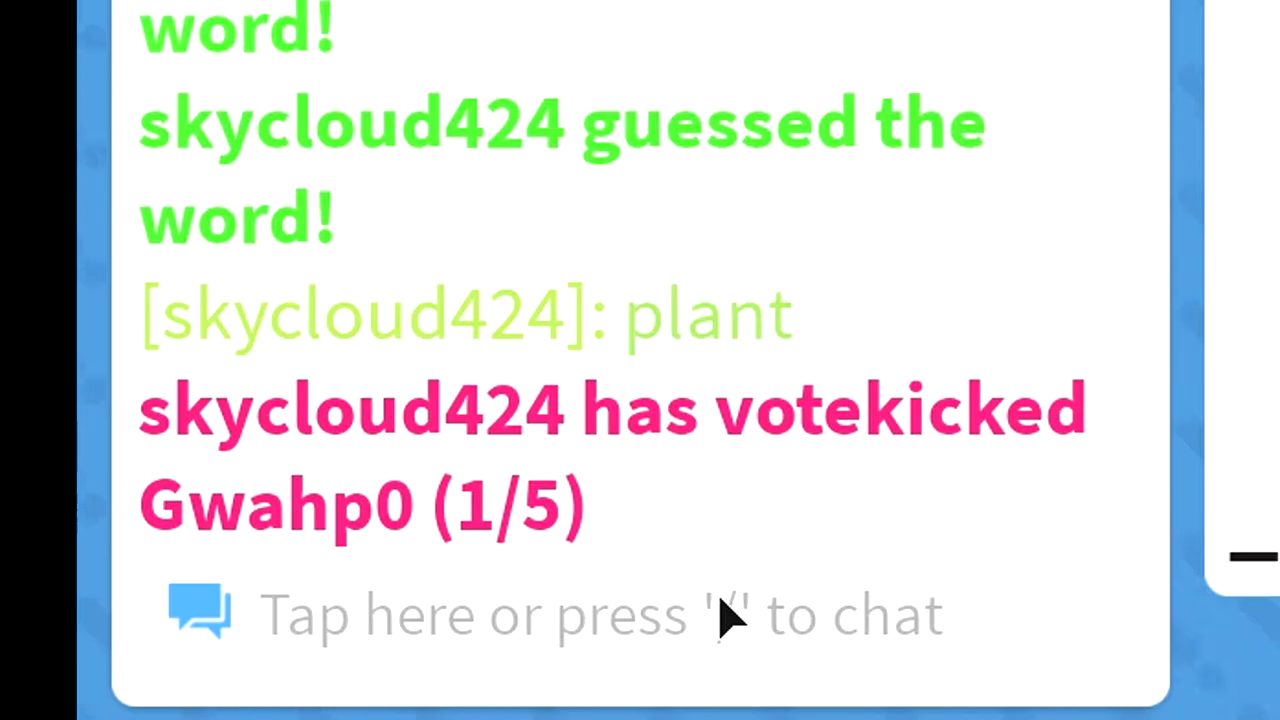 word!
skycloud424 guessed the
word!
[skycloud424]: plant
skycloud424 has votekicked
Gwahp0 (1/5)
Tap here or press '/' to chat